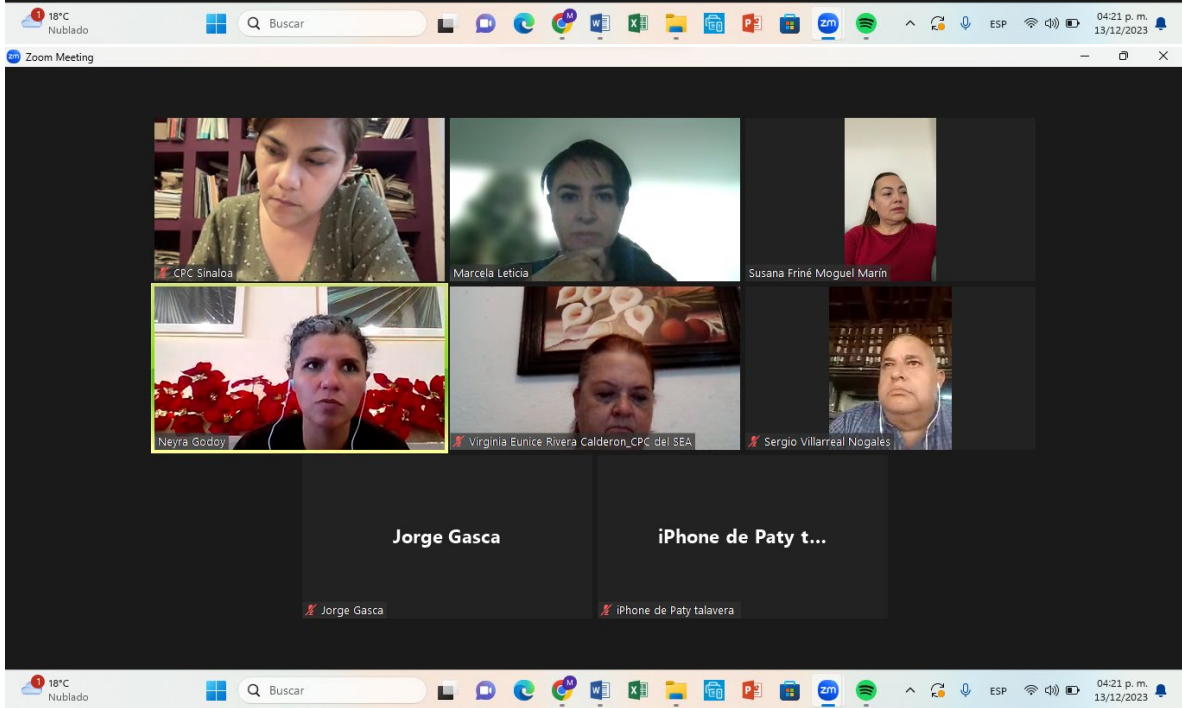 18°C
Nublado
Buscar
ESP
04:21 p. m.
13/12/2023
Zoom Meeting
CPC Sinaloa
Marcela Leticia
Susana Friné Moguel Marín
Neyra Godoy
Virginia Eunice Rivera Calderon_CPC del SEA
Sergio Villarreal Nogales
Jorge Gasca
iPhone de Paty t...
Jorge Gasca
iPhone de Paty talavera
18°C
Nublado
Buscar
ESP
04:21 p. m.
13/12/2023